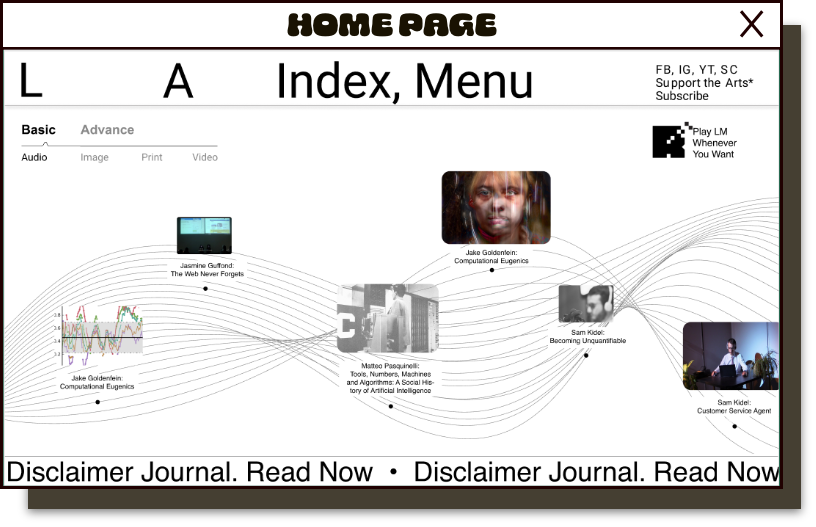 HOME PAGE
L A Index, Menu
FB, IG, YT, SC
Support the Arts*
Subscribe
Basic Advance
Audio Image Print Video
Play LM
Whenever
You Want
Jasmine Guffond:
The Web Never Forgets
Jake Goldenfein:
Computational Eugenics
Jake Goldenfein:
Computational Eugenics
Matteo Pasquinelli:
Tools, Numbers, Machines
and Algorithms: A Social His-
tory of Artificial Intelligence
Sam Kidel:
Becoming Unquantifiable
Sam Kidel:
Customer Service Agent
Disclaimer Journal. Read Now • Disclaimer Journal. Read Now